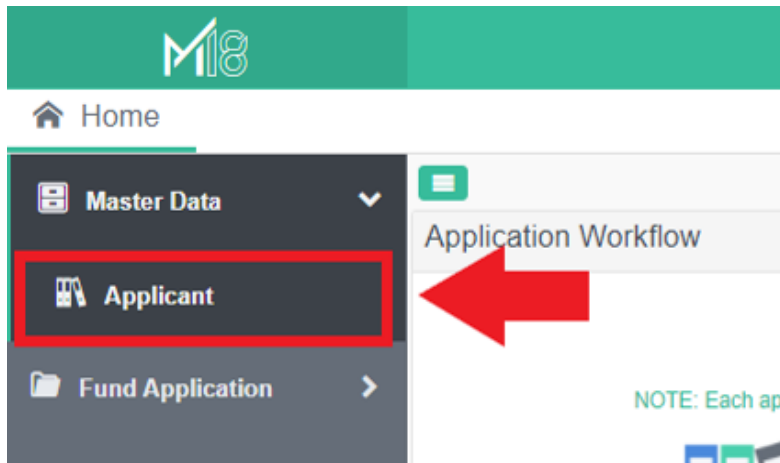 M18
Home
Master Data
Application Workflow
Applicant
Fund Application
NOTE: Each ap